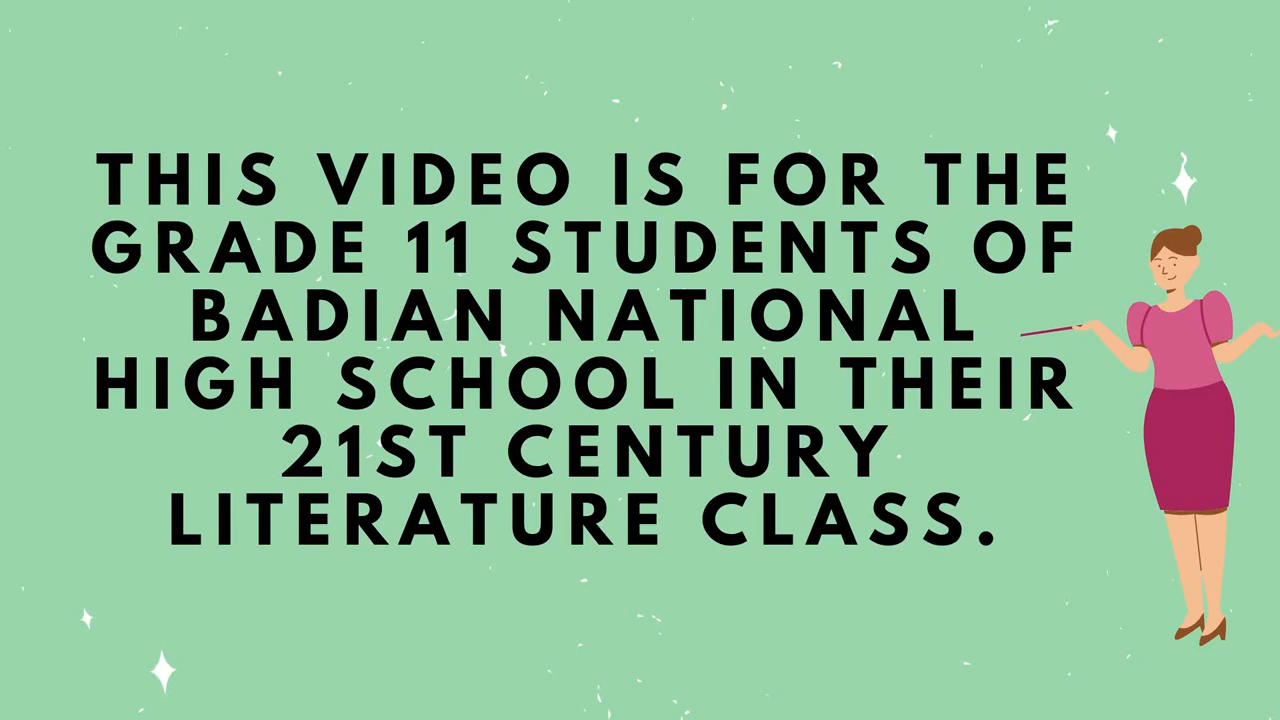 THIS VIDEO IS FOR THE
GRADE 11 STUDENTS OF
BADIAN NATIONAL
HIGH SCHOOL IN THEIR
21ST CENTURY
LITERATURE CLASS.